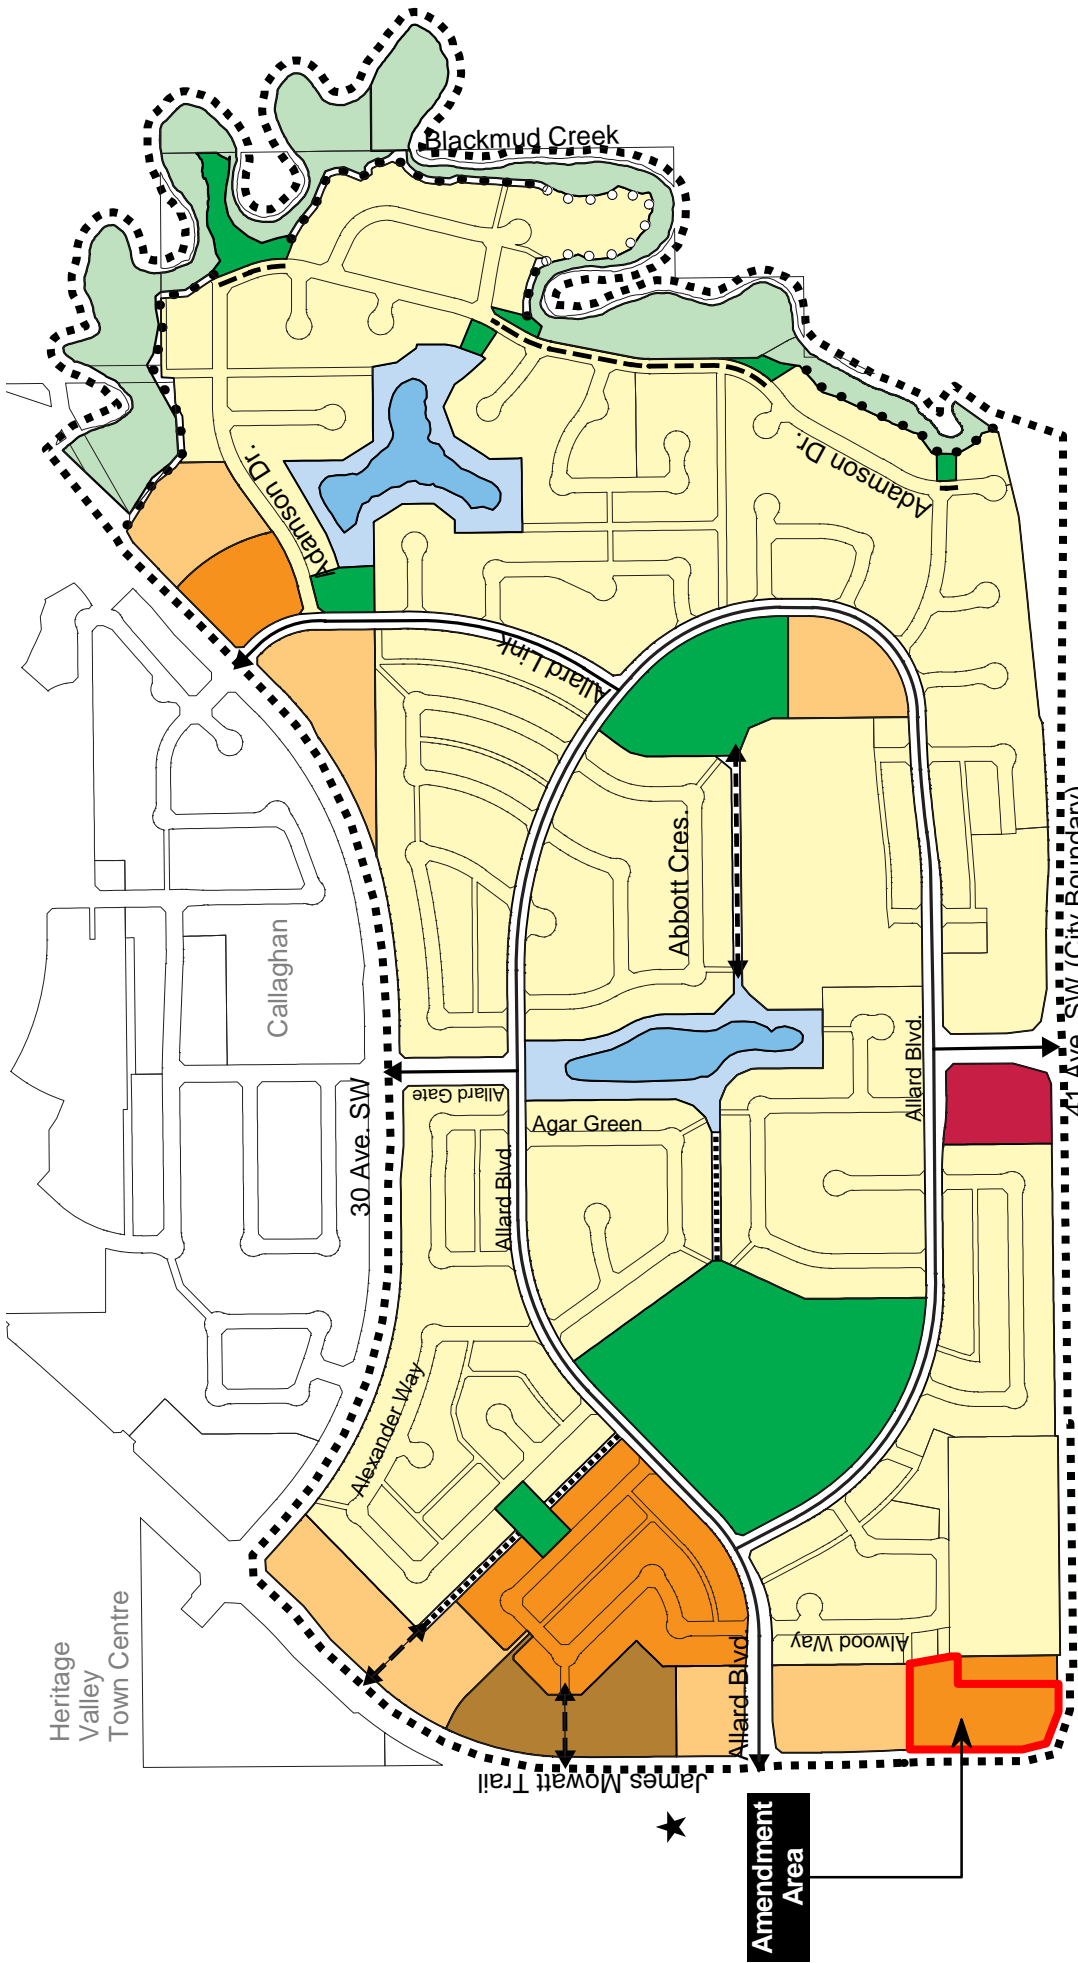 Blackmud Creek
Adamson Dr.
Adamson Dr.
Allard Link
Abbott Cres.
Callaghan
30 Ave. SW
Allard Gate
Agar Green
Allard Blvd.
Allard Blvd.
41 Ave. SW (City Boundary)
Alexander Way
Heritage
Valley
Town Centre
Alwood Way
Allard Blvd.
James Mowatt Trail
Amendment
Area